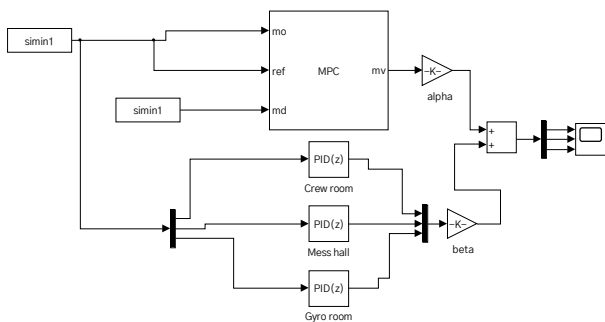 simin1
mo
ref
md
MPC
mv
-K-
alpha
simin1
+
+
PID(z)
Crew room
PID(z)
Mess hall
-K-
beta
PID(z)
Gyro room